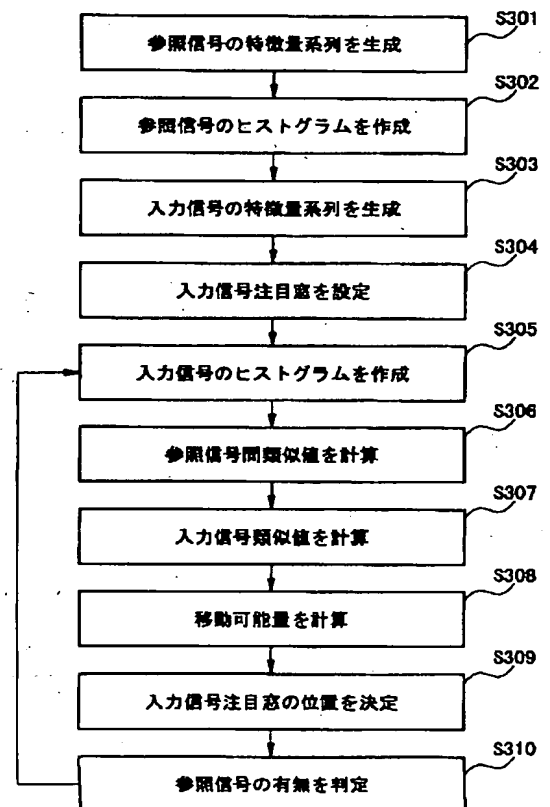 S301
参照信号の特徴量系列を生成
S302
参照信号のヒストグラムを作成
S303
入力信号の特徴量系列を生成
S304
入力信号注目窓を設定
S305
入力信号のヒストグラムを作成
S306
参照信号間類似値を計算
S307
入力信号類似値を計算
S308
移動可能量を計算
S309
入力信号注目窓の位置を決定
S310
参照信号の有無を判定